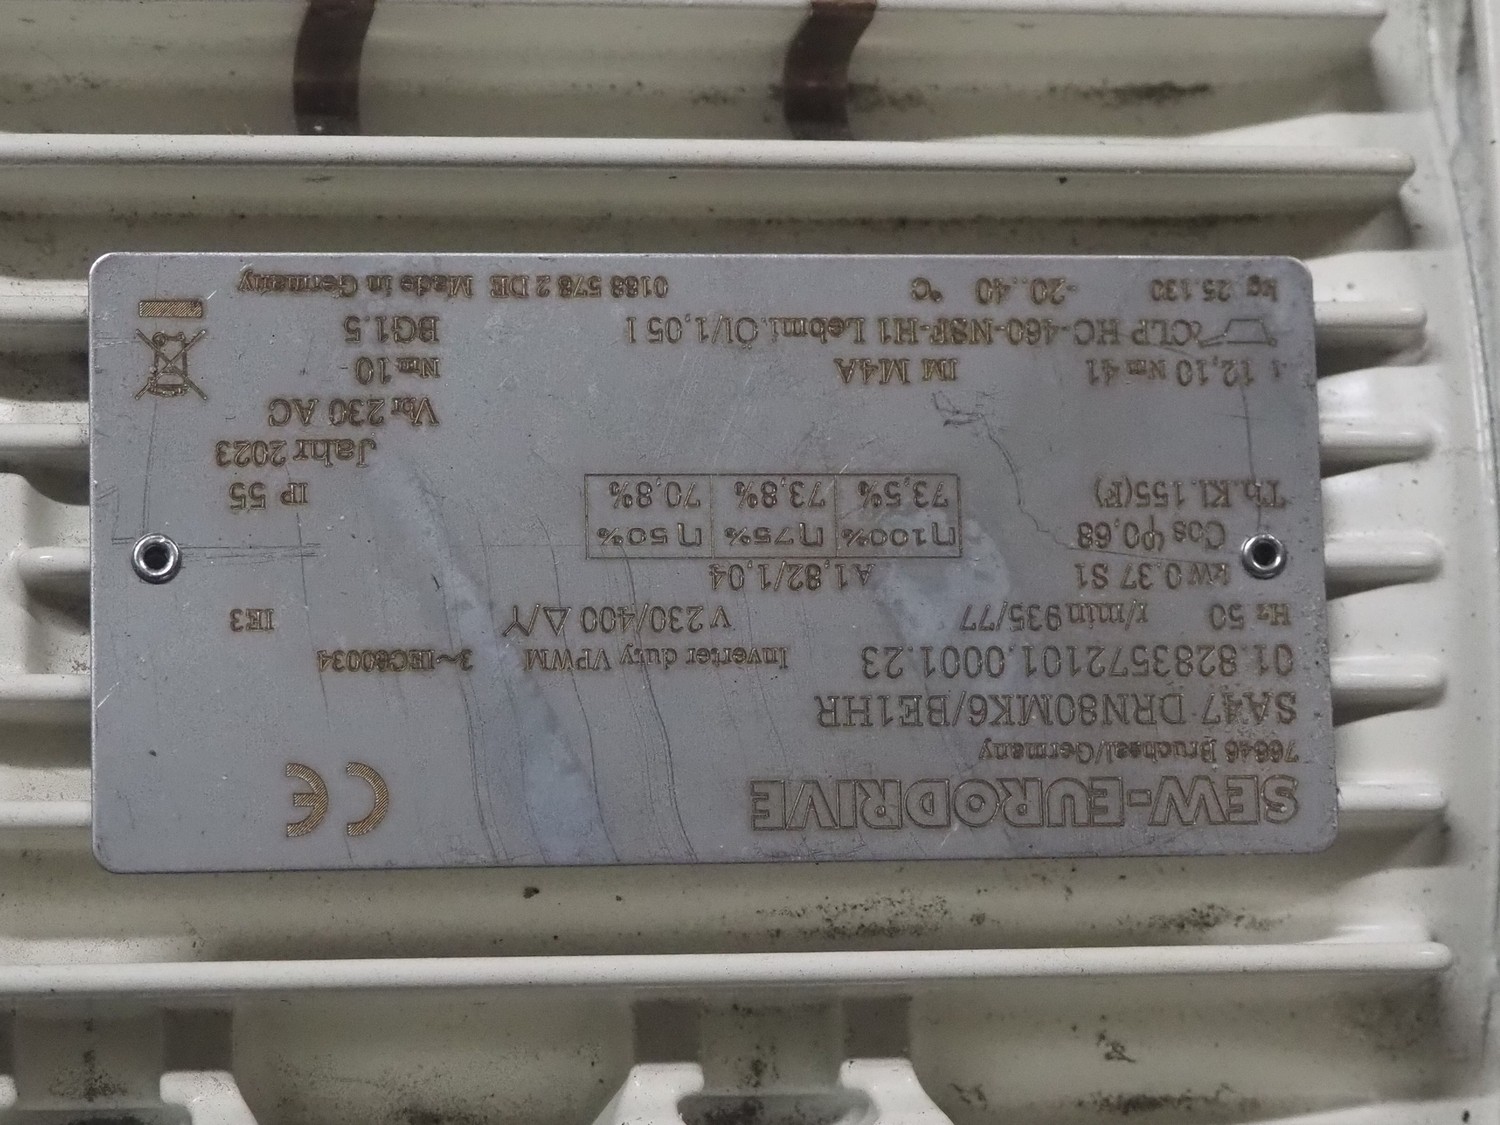 SEW-EURODRIVE
76646 Bruchsal/Germany
CE
SA47 DRN80MK6/BE1HR
01.8283572101.0001.23 Inverter duty VPWM 3~IEC60034
Hz 50 r/min 935/77 V 230/400 Δ/Y IE3
kW 0,37 S1 A 1,82/1,04
Cos φ 0,68 η100% η75% η50%
Th.Kl. 155(F) 73,5% 73,8% 70,8% IP 55
Jahr 2023
Vbr 230 AC
i 12,10 Nm 41 IM M4A Nm 10
CLP HC-460-NSF-H1 Lebmi.Öl/1,05 l BG1.5
kg 25.130 -20..40 °C 0188 578 2 DE Made in Germany